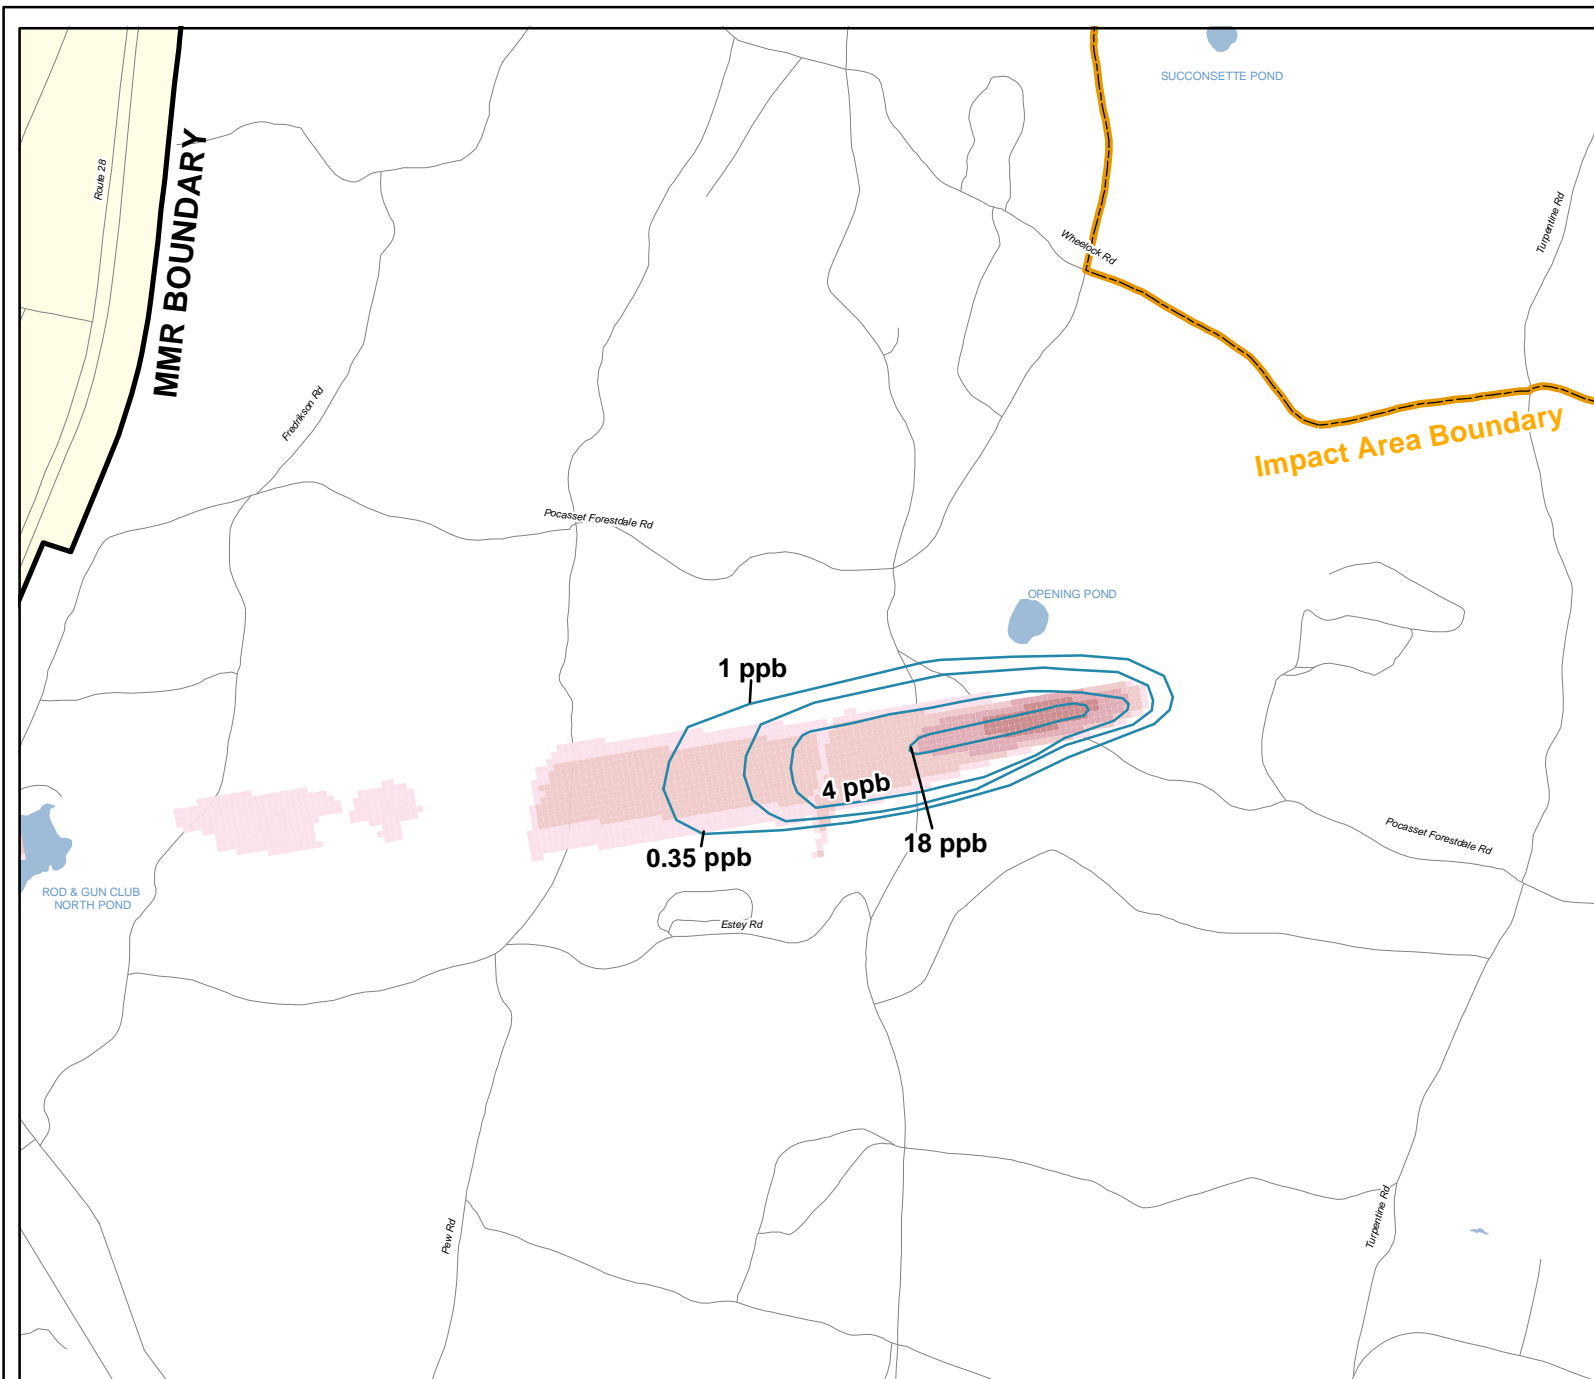 SUCCONSETTE POND
Route 28
MMR BOUNDARY
Turpentine Rd
Wheelock Rd
Fredrikson Rd
Impact Area Boundary
Pocasset Forestdale Rd
OPENING POND
1 ppb
4 ppb
18 ppb
0.35 ppb
Pocasset Forestdale Rd
ROD & GUN CLUB
NORTH POND
Estey Rd
Pew Rd
Turpentine Rd